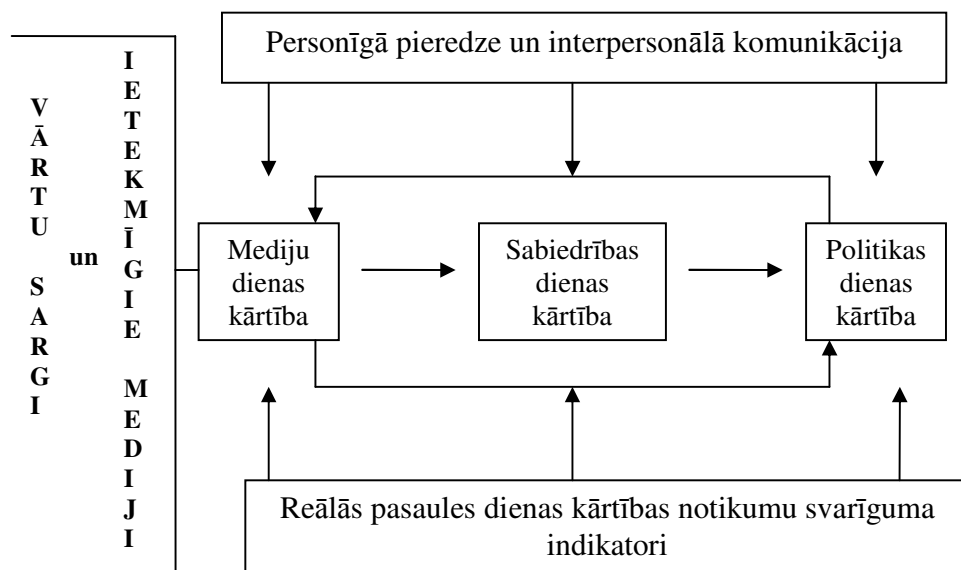 VĀRTU SARGI
un
IETEKMĪGIE MEDIJI
Personīgā pieredze un interpersonālā komunikācija
Mediju
dienas
kārtība
Sabiedrības
dienas
kārtība
Politikas
dienas
kārtība
Reālās pasaules dienas kārtības notikumu svarīguma
indikatori